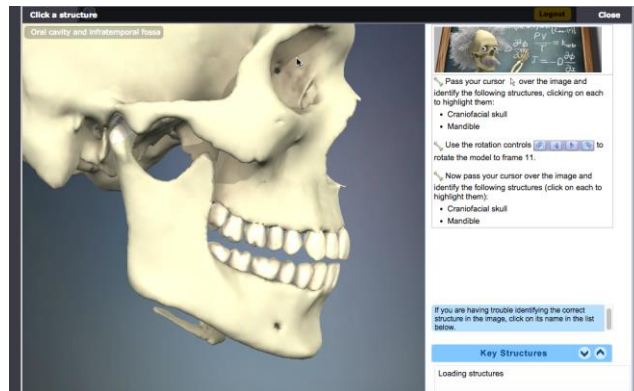 Click a structure
Logout
Close
Oral cavity and infratemporal fossa
Pass your cursor over the image and
identify the following structures, clicking on each
to highlight them:
• Craniofacial skull
• Mandible
Use the rotation controls to
rotate the model to frame 11.
Now pass your cursor over the image and
identify the following structures (click on each to
highlight them):
• Craniofacial skull
• Mandible
If you are having trouble identifying the correct
structure in the image, click on its name in the list
below.
Key Structures
Loading structures